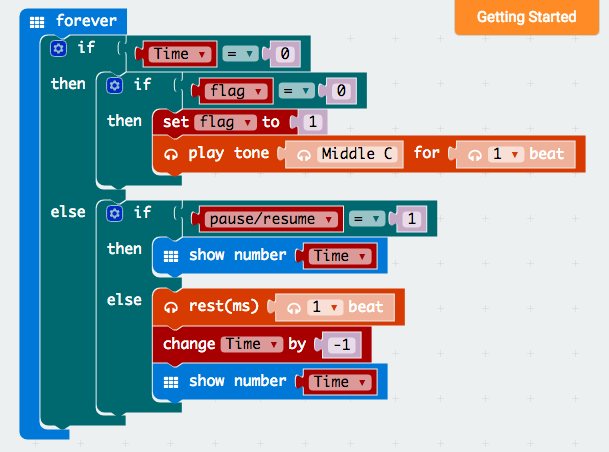 forever
Getting Started
if Time = 0
then if flag = 0
then set flag to 1
play tone Middle C for 1 beat
else if pause/resume = 1
then show number Time
else rest(ms) 1 beat
change Time by -1
show number Time